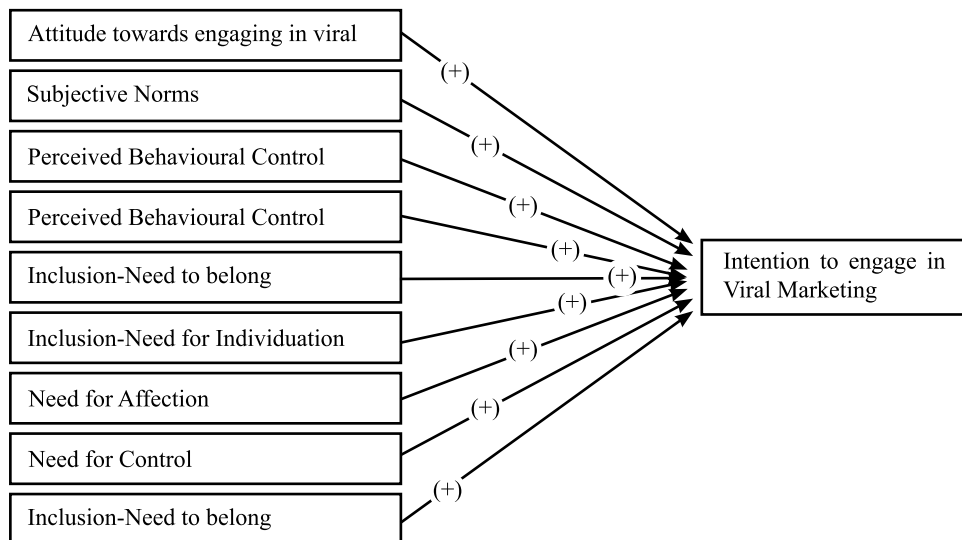 Attitude towards engaging in viral
(+)
Subjective Norms
(+)
Perceived Behavioural Control
(+)
Perceived Behavioural Control
(+)
Inclusion-Need to belong
(+)
Intention to engage in
Viral Marketing
Inclusion-Need for Individuation
(+)
Need for Affection
(+)
Need for Control
(+)
Inclusion-Need to belong
(+)